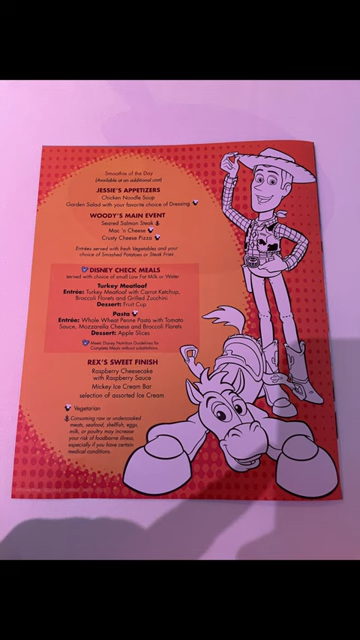 Smoothie of the Day
(Available at an additional cost)
JESSIE'S APPETIZERS
Chicken Noodle Soup
Garden Salad with your favorite choice of Dressing
WOODY'S MAIN EVENT
Seared Salmon Steak
Mac 'n Cheese
Crusty Cheese Pizza
Entrées served with fresh Vegetables and your
choice of Smashed Potatoes or Steak Fries
DISNEY CHECK MEALS
served with choice of small Low Fat Milk or Water
Turkey Meatloaf
Entrée: Turkey Meatloaf with Carrot Ketchup,
Broccoli Florets and Grilled Zucchini
Dessert: Fruit Cup
Pasta
Entrée: Whole Wheat Penne Pasta with Tomato
Sauce, Mozzarella Cheese and Broccoli Florets
Dessert: Apple Slices
Meets Disney Nutrition Guidelines for
Complete Meals without substitutions.
REX'S SWEET FINISH
Raspberry Cheesecake
with Raspberry Sauce
Mickey Ice Cream Bar
selection of assorted Ice Cream
Vegetarian
Consuming raw or undercooked
meats, seafood, shellfish, eggs,
milk, or poultry may increase
your risk of foodborne illness,
especially if you have certain
medical conditions.